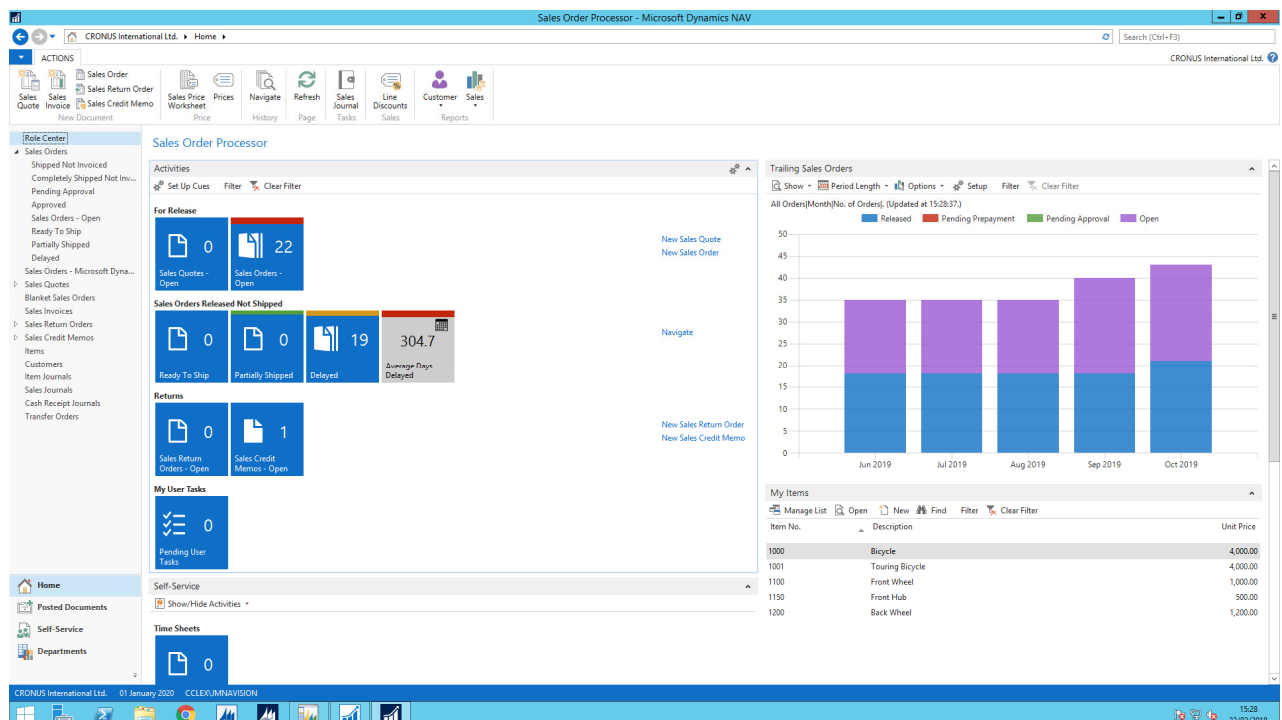 Sales Order Processor - Microsoft Dynamics NAV
CRONUS International Ltd. ▸ Home ▸
Search (Ctrl+F3)
ACTIONS
CRONUS International Ltd.
Sales Quote
Sales Invoice
Sales Order
Sales Return Order
Sales Credit Memo
Sales Price Worksheet
Prices
Navigate
Refresh
Sales Journal
Line Discounts
Customer
Sales
New Document
Price
History
Page
Tasks
Sales
Reports
Role Center
Sales Orders
Shipped Not Invoiced
Completely Shipped Not Inv...
Pending Approval
Approved
Sales Orders - Open
Ready To Ship
Partially Shipped
Delayed
Sales Orders - Microsoft Dyna...
Sales Quotes
Blanket Sales Orders
Sales Invoices
Sales Return Orders
Sales Credit Memos
Items
Customers
Item Journals
Sales Journals
Cash Receipt Journals
Transfer Orders
Home
Posted Documents
Self-Service
Departments
Sales Order Processor
Activities
Set Up Cues Filter Clear Filter
For Release
0
Sales Quotes -
Open
22
Sales Orders -
Open
New Sales Quote
New Sales Order
Sales Orders Released Not Shipped
0
Ready To Ship
0
Partially Shipped
19
Delayed
304.7
Average Days
Delayed
Navigate
Returns
0
Sales Return
Orders - Open
1
Sales Credit
Memos - Open
New Sales Return Order
New Sales Credit Memo
My User Tasks
0
Pending User
Tasks
Self-Service
Show/Hide Activities
Time Sheets
0
Trailing Sales Orders
Show Period Length Options Setup Filter Clear Filter
All Orders|Month|No. of Orders|. (Updated at 15:28:37.)
Released Pending Prepayment Pending Approval Open
50
45
40
35
30
25
20
15
10
5
0
Jun 2019 Jul 2019 Aug 2019 Sep 2019 Oct 2019
My Items
Manage List Open New Find Filter Clear Filter
Item No. Description Unit Price
1000 Bicycle 4,000.00
1001 Touring Bicycle 4,000.00
1100 Front Wheel 1,000.00
1150 Front Hub 500.00
1200 Back Wheel 1,200.00
CRONUS International Ltd. 01 January 2020 CCLEX\JMNAVISION
15:28